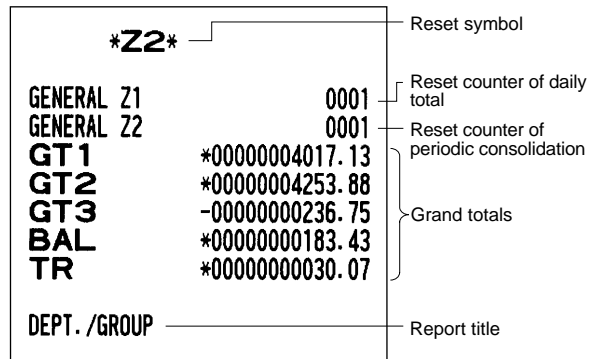 *Z2* Reset symbol
GENERAL Z1 0001 Reset counter of daily total
GENERAL Z2 0001 Reset counter of periodic consolidation
GT1 *00000004017.13
GT2 *00000004253.88
GT3 -00000000236.75 Grand totals
BAL *00000000183.43
TR *00000000030.07
DEPT./GROUP Report title